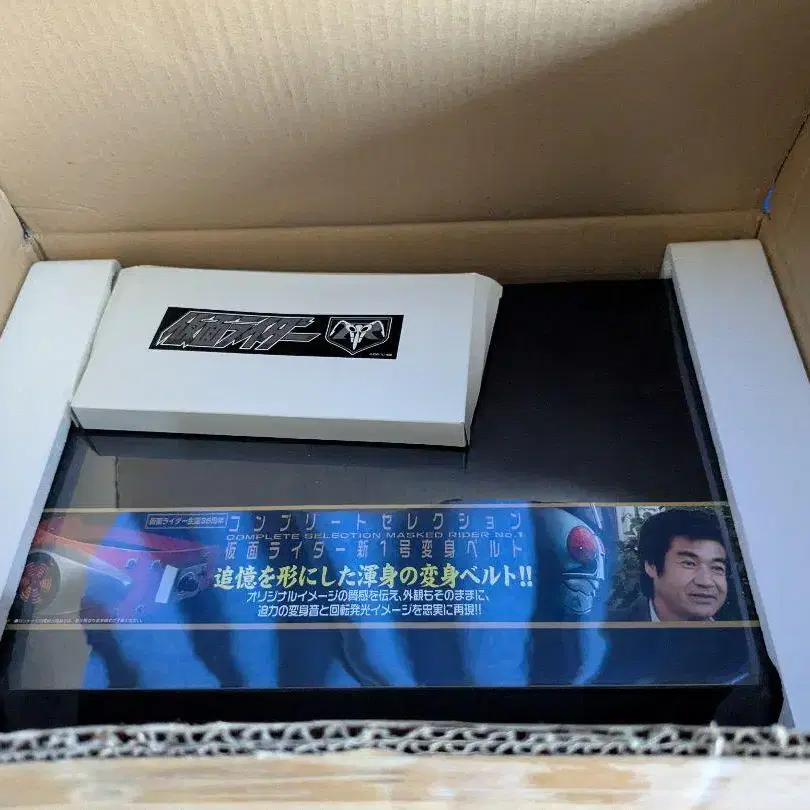 仮面ライダー
仮面ライダー生誕35周年
コンプリートセレクション
COMPLETE SELECTION MASKED RIDER No.1
仮面ライダー新1号変身ベルト
追憶を形にした渾身の変身ベルト!!
オリジナルイメージの質感を伝え、外観もそのままに、
迫力の変身音と回転発光イメージを忠実に再現!!